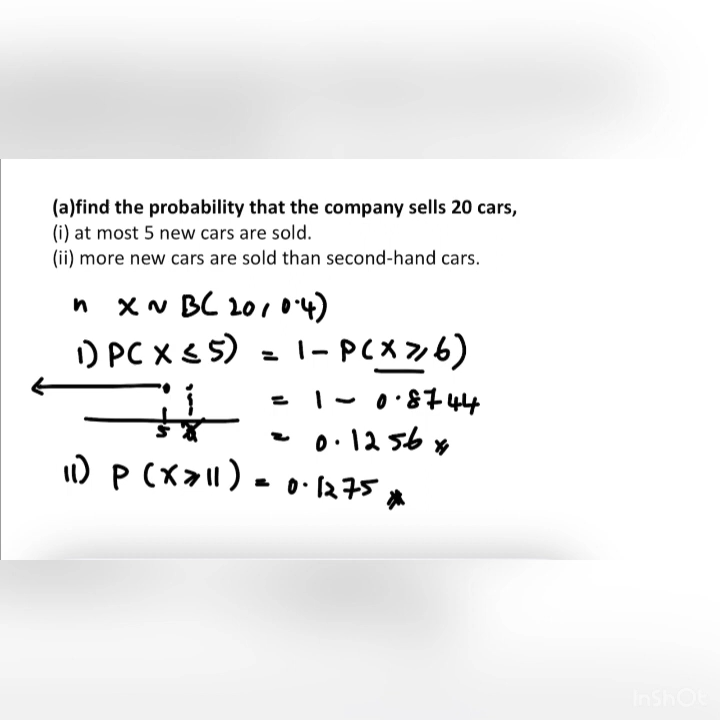 (a)find the probability that the company sells 20 cars,
(i) at most 5 new cars are sold.
(ii) more new cars are sold than second-hand cars.
n X ~ B( 20, 0.4)
i) P( X ≤ 5) = 1 - P(X ≥ 6)
= 1 - 0.8744
5
= 0.1256
ii) P (X ≥ 11) = 0.1275
InShOt